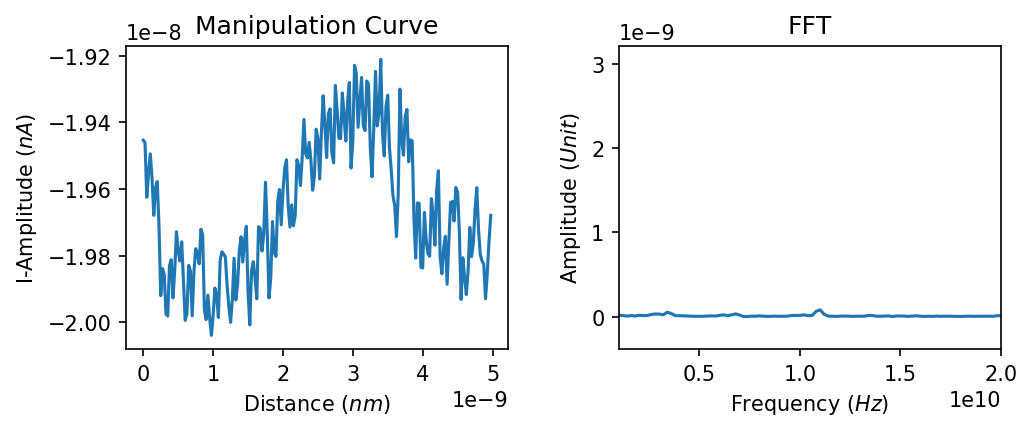 Manipulation Curve
1e−8
−1.92
−1.94
−1.96
−1.98
−2.00
I-Amplitude (nA)
0 1 2 3 4 5
1e−9
Distance (nm)
FFT
1e−9
3
2
1
0
Amplitude (Unit)
0.5 1.0 1.5 2.0
1e10
Frequency (Hz)